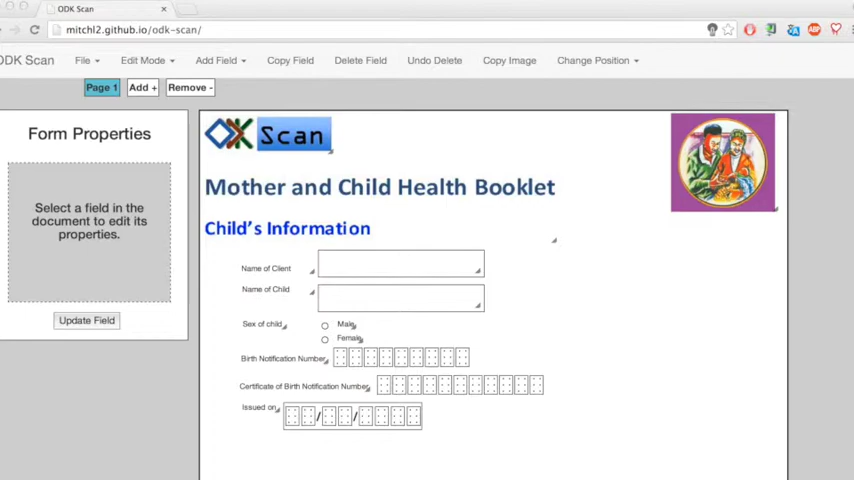 ODK Scan
mitchl2.github.io/odk-scan/
ODK Scan File Edit Mode Add Field Copy Field Delete Field Undo Delete Copy Image Change Position
Page 1 Add + Remove -
Form Properties
Select a field in the
document to edit its
properties.
Update Field
Scan
Mother and Child Health Booklet
Child's Information
Name of Client
Name of Child
Sex of child
Male
Female
Birth Notification Number
Certificate of Birth Notification Number
Issued on
/ /